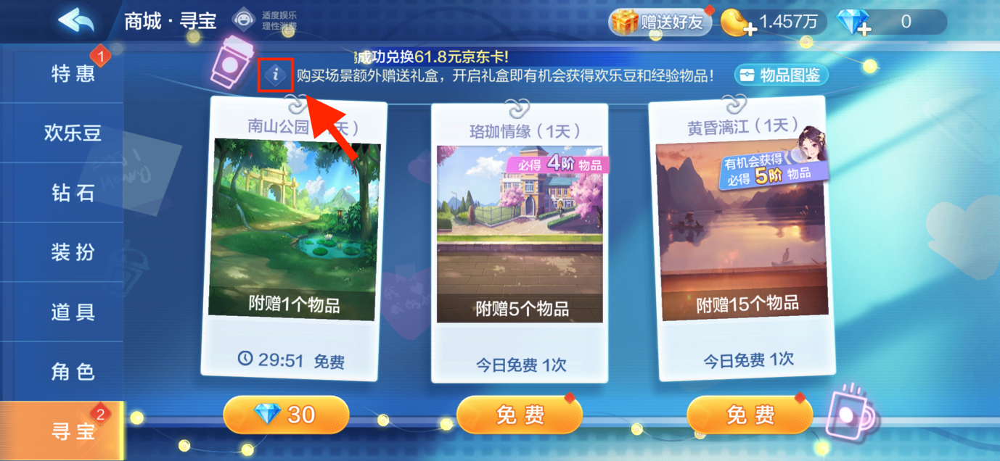 商城·寻宝
适度娱乐
理性消费
赠送好友
1.457万
0
成功兑换61.8元京东卡!
i
购买场景额外赠送礼盒，开启礼盒即有机会获得欢乐豆和经验物品！
物品图鉴
特惠
1
欢乐豆
钻石
装扮
道具
角色
寻宝
2
南山公园 天）
附赠1个物品
29:51 免费
30
珞珈情缘（1天）
必得 4阶 物品
附赠5个物品
今日免费 1次
免费
黄昏漓江（1天）
有机会获得
必得 5阶 物品
附赠15个物品
今日免费 1次
免费